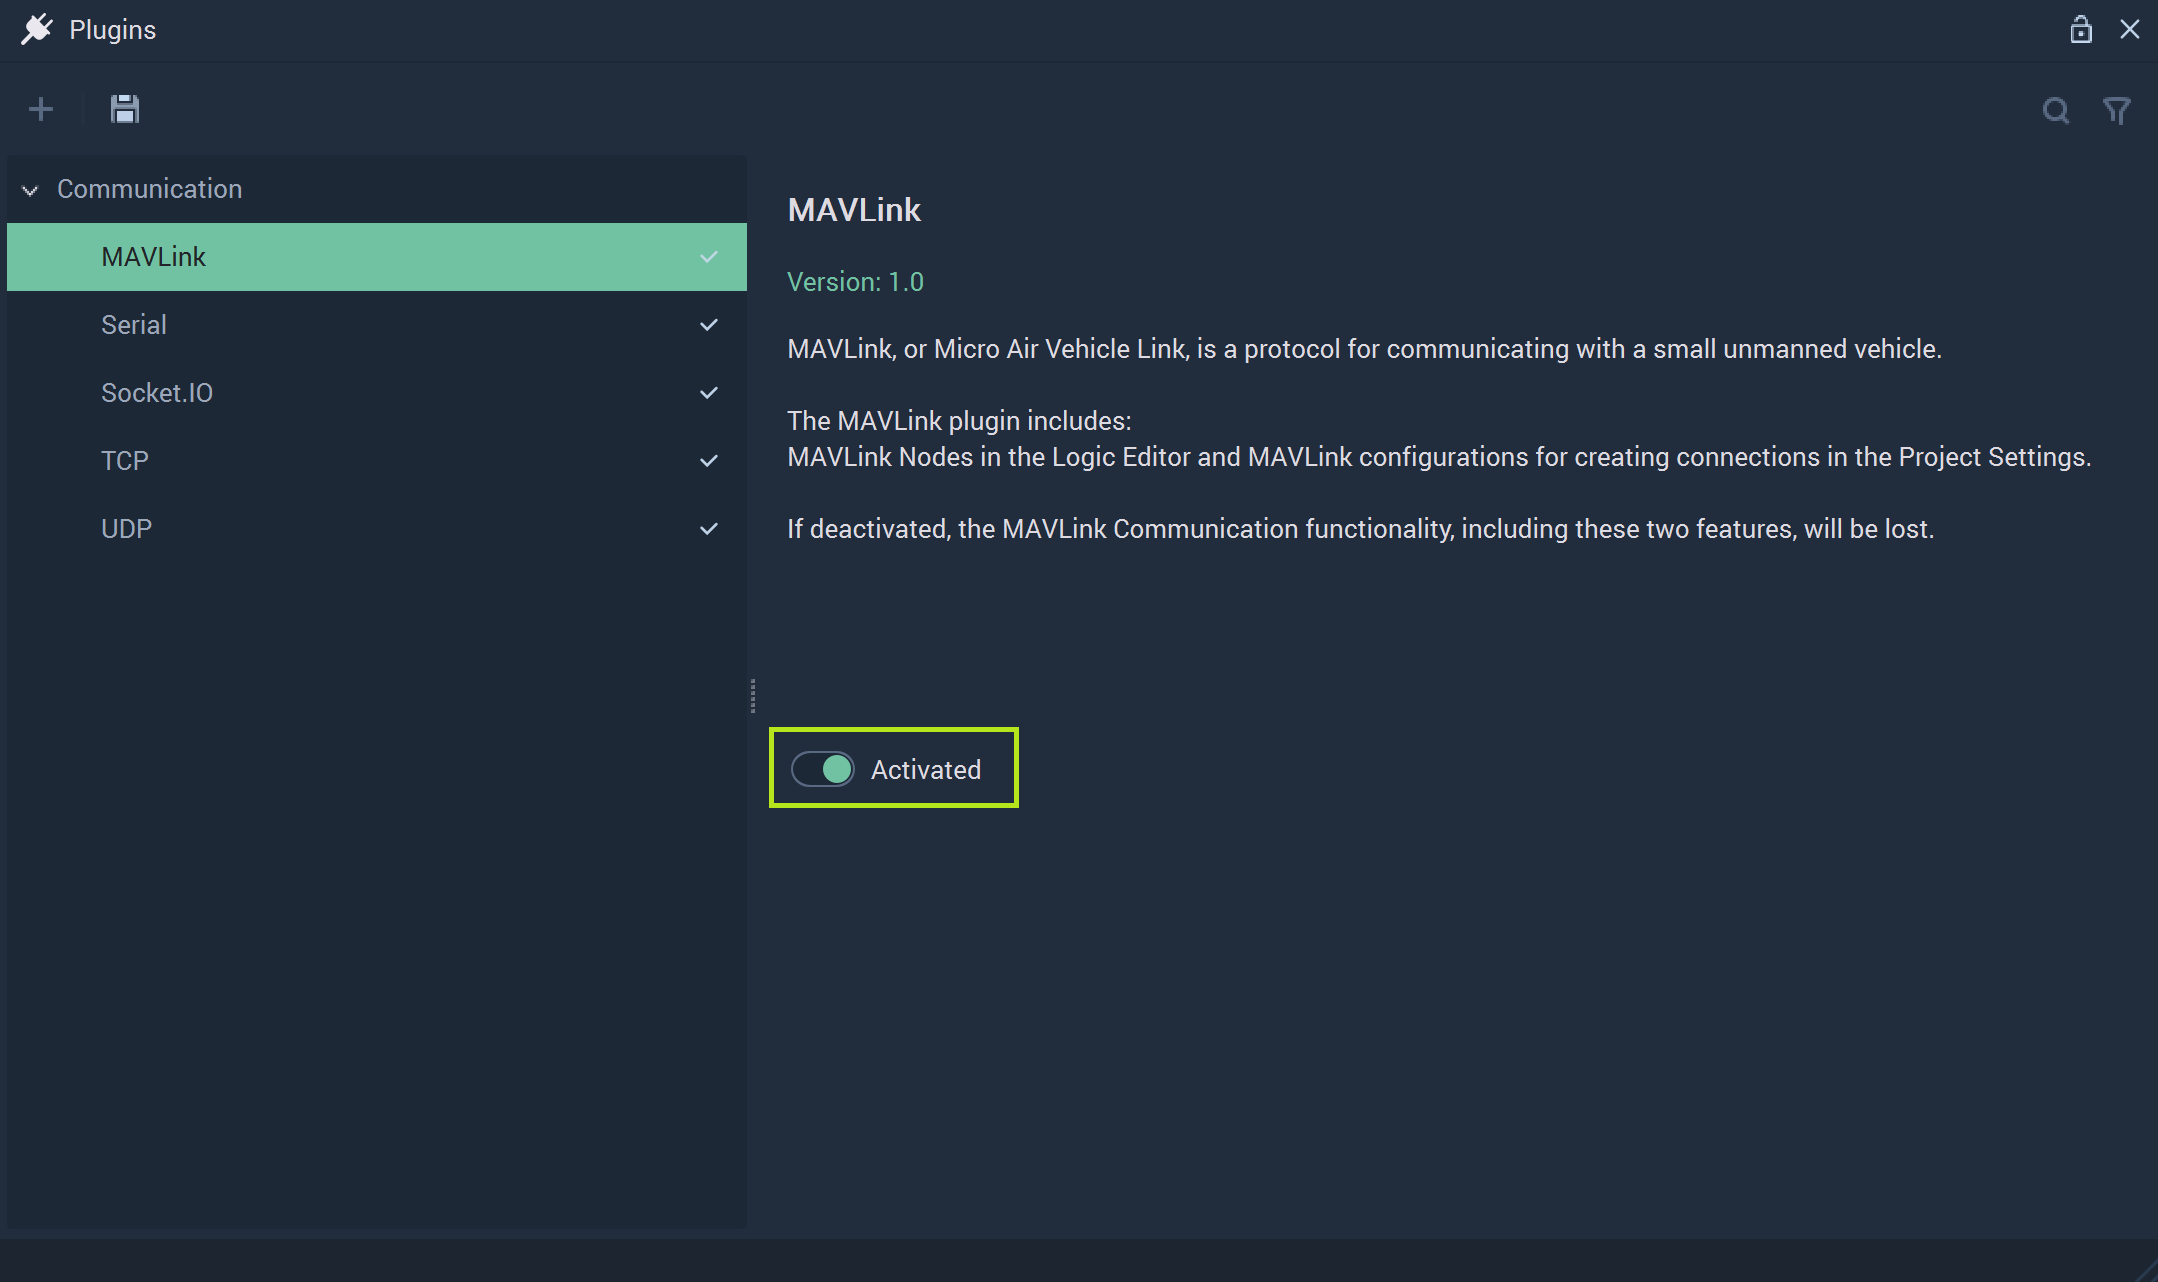 Plugins
Communication
MAVLink
Serial
Socket.IO
TCP
UDP
MAVLink
Version: 1.0
MAVLink, or Micro Air Vehicle Link, is a protocol for communicating with a small unmanned vehicle.
The MAVLink plugin includes:
MAVLink Nodes in the Logic Editor and MAVLink configurations for creating connections in the Project Settings.
If deactivated, the MAVLink Communication functionality, including these two features, will be lost.
Activated